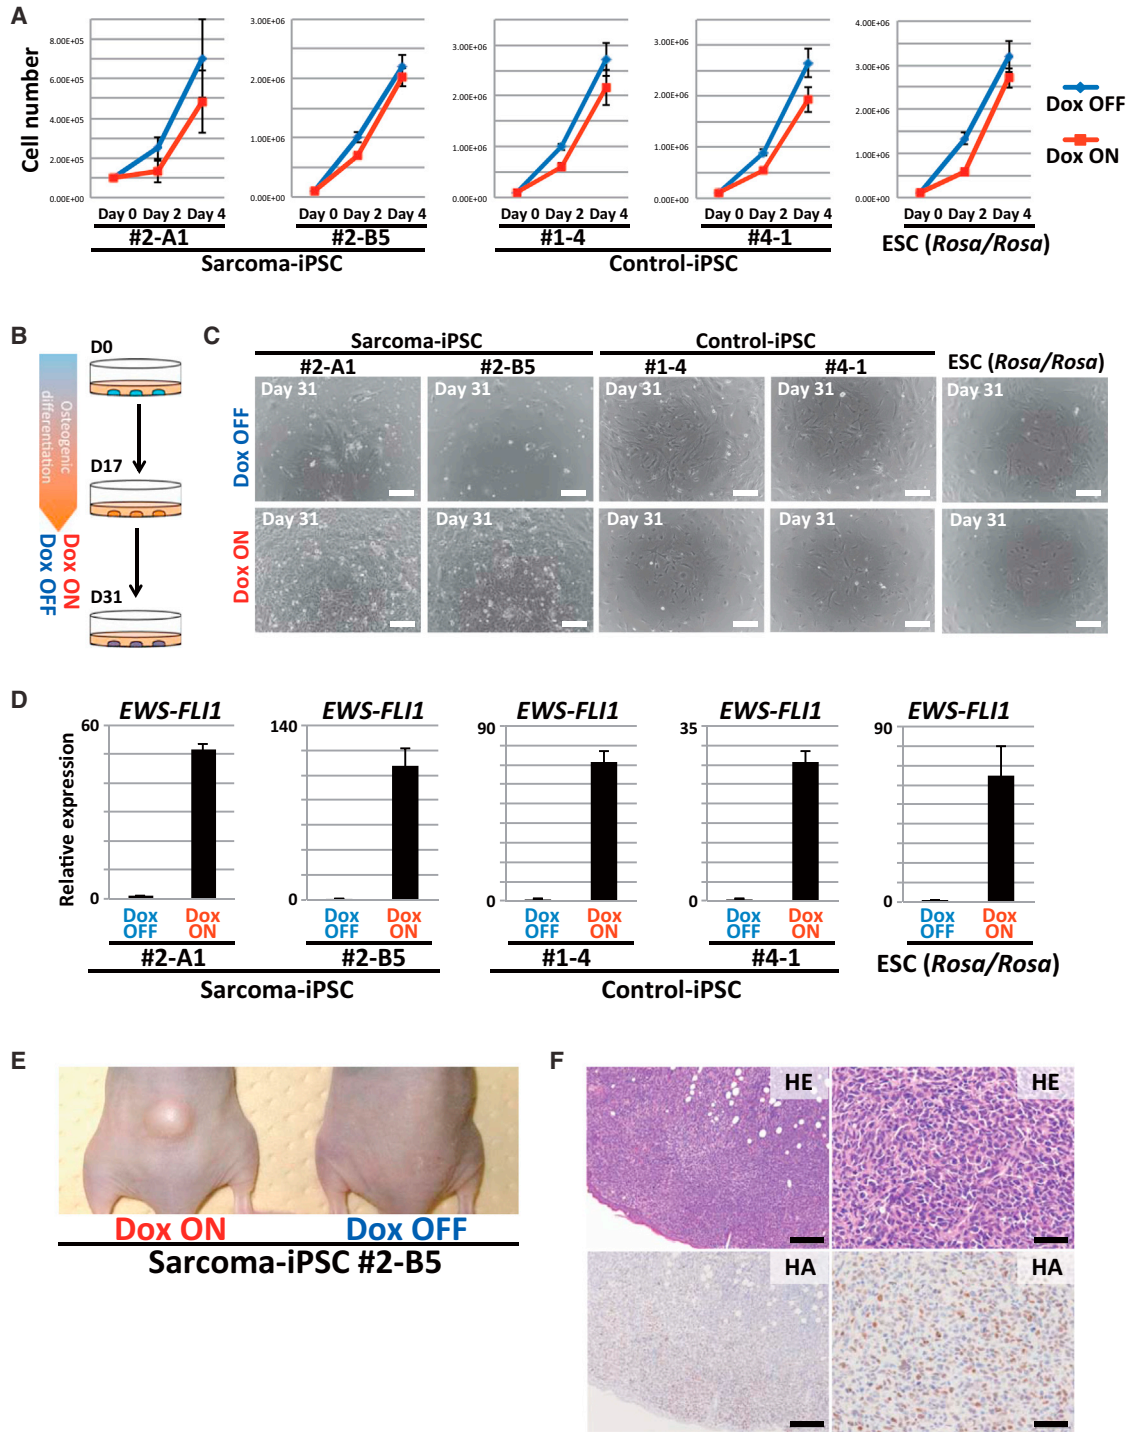 A
Cell number
8.00E+05
6.00E+05
4.00E+05
2.00E+05
0.00E+00
Day 0 Day 2 Day 4
#2-A1
3.00E+06
2.00E+06
1.00E+06
0.00E+00
Day 0 Day 2 Day 4
#2-B5
Sarcoma-iPSC
3.00E+06
2.00E+06
1.00E+06
0.00E+00
Day 0 Day 2 Day 4
#1-4
3.00E+06
2.00E+06
1.00E+06
0.00E+00
Day 0 Day 2 Day 4
#4-1
Control-iPSC
4.00E+06
3.00E+06
2.00E+06
1.00E+06
0.00E+00
Day 0 Day 2 Day 4
ESC (Rosa/Rosa)
Dox OFF
Dox ON
B
D0
Osteogenic
differentiation
D17
Dox ON
Dox OFF
D31
C
Sarcoma-iPSC
Control-iPSC
#2-A1
#2-B5
#1-4
#4-1
ESC (Rosa/Rosa)
Dox OFF
Day 31
Day 31
Day 31
Day 31
Day 31
Dox ON
Day 31
Day 31
Day 31
Day 31
Day 31
D
Relative expression
EWS-FLI1
60
0
Dox OFF
Dox ON
#2-A1
EWS-FLI1
140
0
Dox OFF
Dox ON
#2-B5
Sarcoma-iPSC
EWS-FLI1
90
0
Dox OFF
Dox ON
#1-4
EWS-FLI1
35
0
Dox OFF
Dox ON
#4-1
Control-iPSC
EWS-FLI1
90
0
Dox OFF
Dox ON
ESC (Rosa/Rosa)
E
Dox ON
Dox OFF
Sarcoma-iPSC #2-B5
F
HE
HE
HA
HA